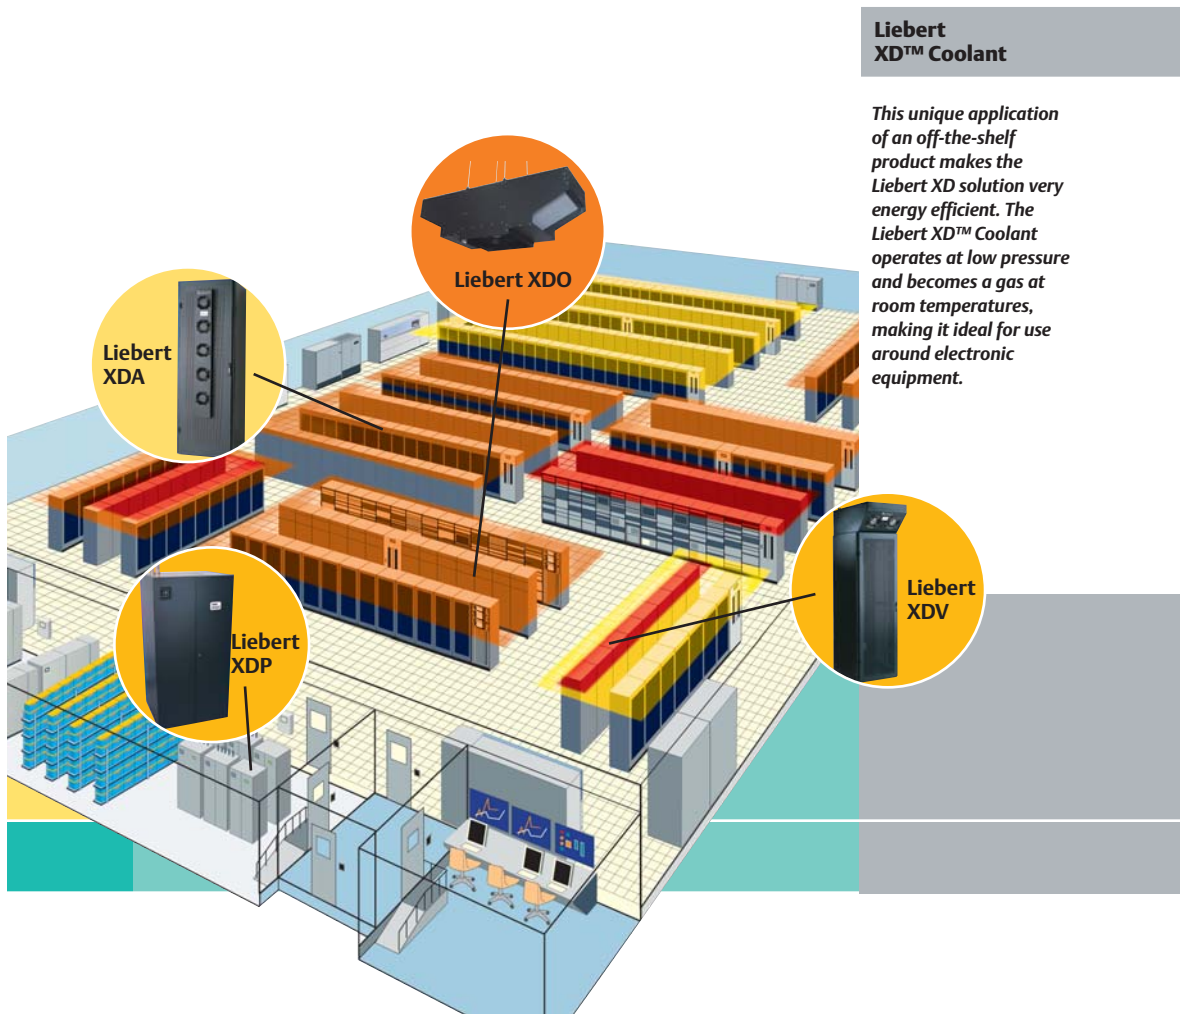 Liebert
XD™ Coolant
This unique application
of an off-the-shelf
product makes the
Liebert XD solution very
energy efficient. The
Liebert XD™ Coolant
operates at low pressure
and becomes a gas at
room temperatures,
making it ideal for use
around electronic
equipment.
Liebert XDO
Liebert
XDA
Liebert
XDV
Liebert
XDP